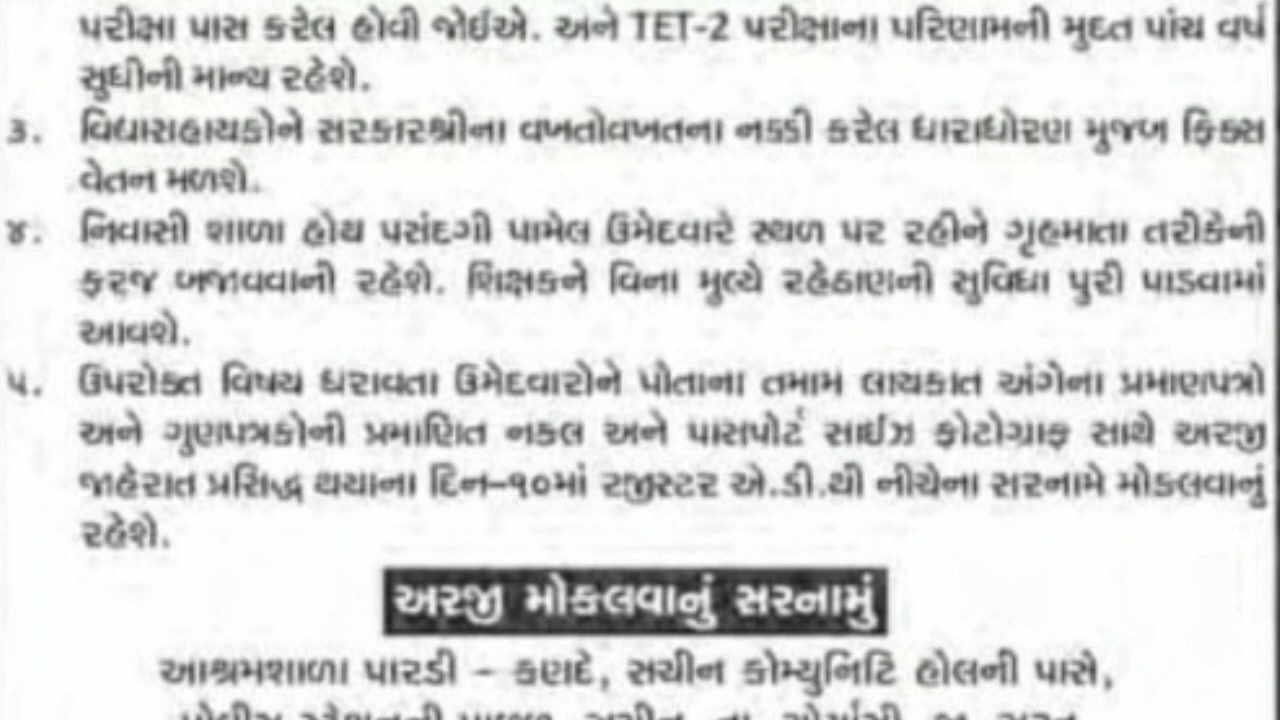 પરીક્ષા પાસ કરેલ હોવી જોઈએ. અને TET-2 પરીક્ષાના પરિણામની મુદત પાંચ વર્ષ
સુધીની માન્ય રહેશે.
૩. વિદ્યાસહાયકોને સરકારશ્રીના વખતોવખતના નક્કી કરેલ ધારાધોરણ મુજબ ફિક્સ
વેતન મળશે.
૪. નિવાસી શાળા હોય પસંદગી પામેલ ઉમેદવારે સ્થળ પર રહીને ગૃહમાતા તરીકેની
ફરજ બજાવવાની રહેશે. શિક્ષકને વિના મુલ્યે રહેઠાણની સુવિધા પુરી પાડવામાં
આવશે.
૫. ઉપરોક્ત વિષય ધરાવતા ઉમેદવારોને પોતાના તમામ લાયકાત અંગેના પ્રમાણપત્રો
અને ગુણપત્રકોની પ્રમાણિત નકલ અને પાસપોર્ટ સાઈઝ ફોટોગ્રાફ સાથે અરજી
જાહેરાત પ્રસિદ્ધ થયાના દિન-૧૦માં રજીસ્ટર એ.ડી.થી નીચેના સરનામે મોકલવાનું
રહેશે.
અરજી મોકલવાનું સરનામું
આશ્રમશાળા પારડી - કણદે, સચીન કોમ્યુનિટિ હોલની પાસે,